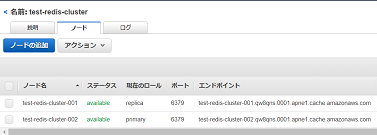 < 名前: test-redis-cluster
説明 ノード ログ
ノードの追加 アクション
ノード名 ステータス 現在のロール ポート エンドポイント
test-redis-cluster-001 available replica 6379 test-redis-cluster-001.qw8qns.0001.apne1.cache.amazonaws.com
test-redis-cluster-002 available primary 6379 test-redis-cluster-002.qw8qns.0001.apne1.cache.amazonaws.com